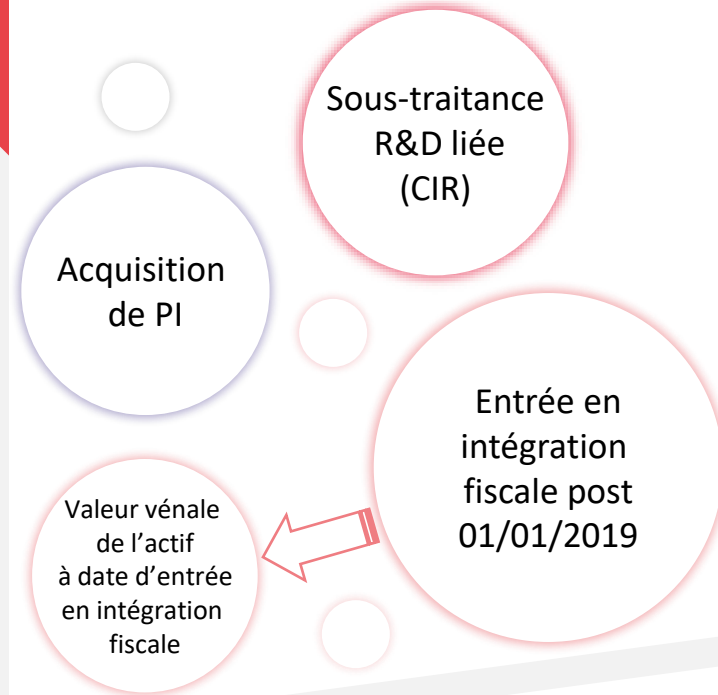 Sous-traitance
R&D liée
(CIR)
Acquisition
de PI
Entrée en
intégration
fiscale post
01/01/2019
Valeur vénale
de l’actif
à date d’entrée
en intégration
fiscale